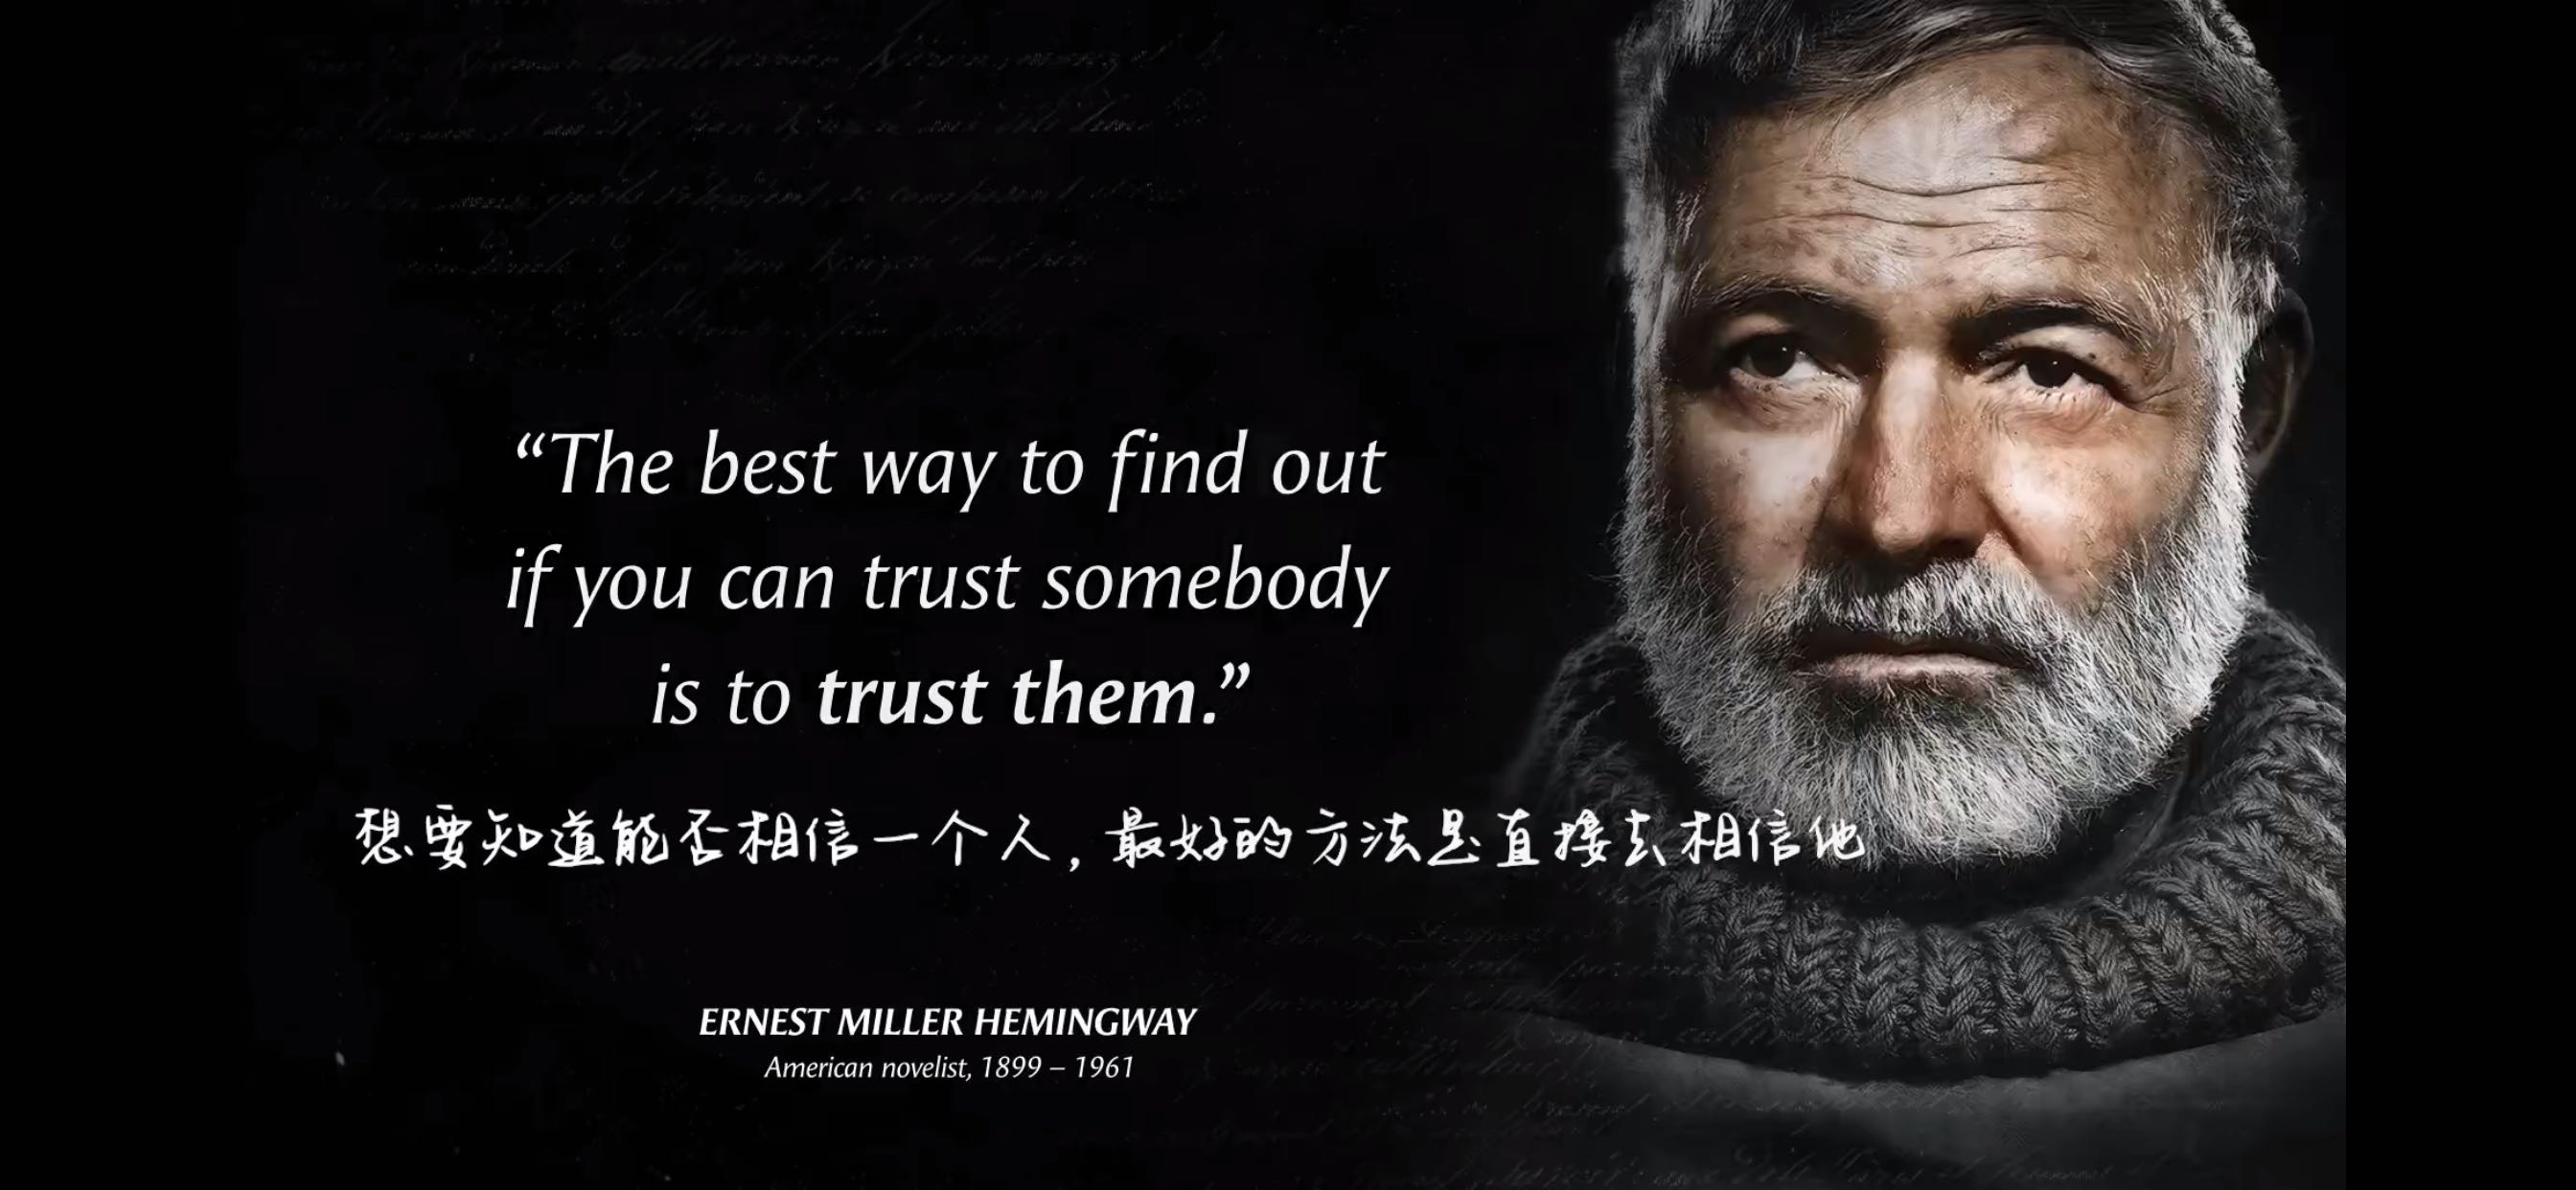 “The best way to find out
if you can trust somebody
is to trust them.”
想要知道能否相信一个人，最好的方法是直接去相信他
ERNEST MILLER HEMINGWAY
American novelist, 1899 – 1961